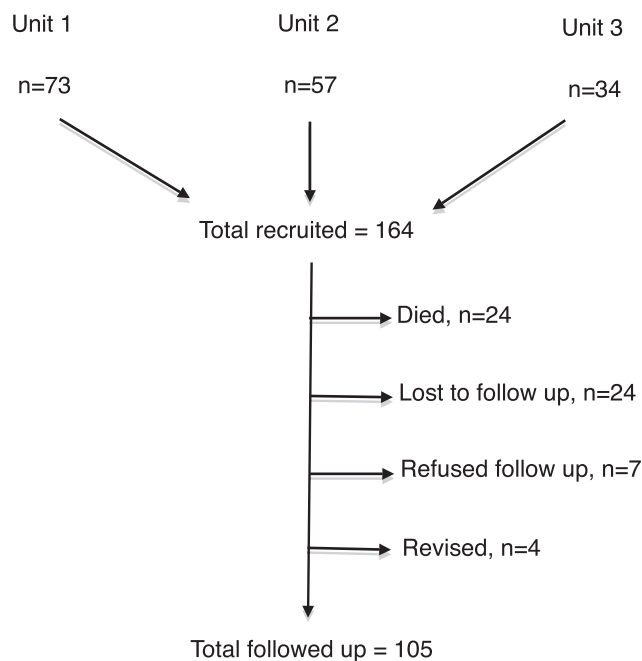 Unit 1
Unit 2
Unit 3
n=73
n=57
n=34
Total recruited = 164
Died, n=24
Lost to follow up, n=24
Refused follow up, n=7
Revised, n=4
Total followed up = 105